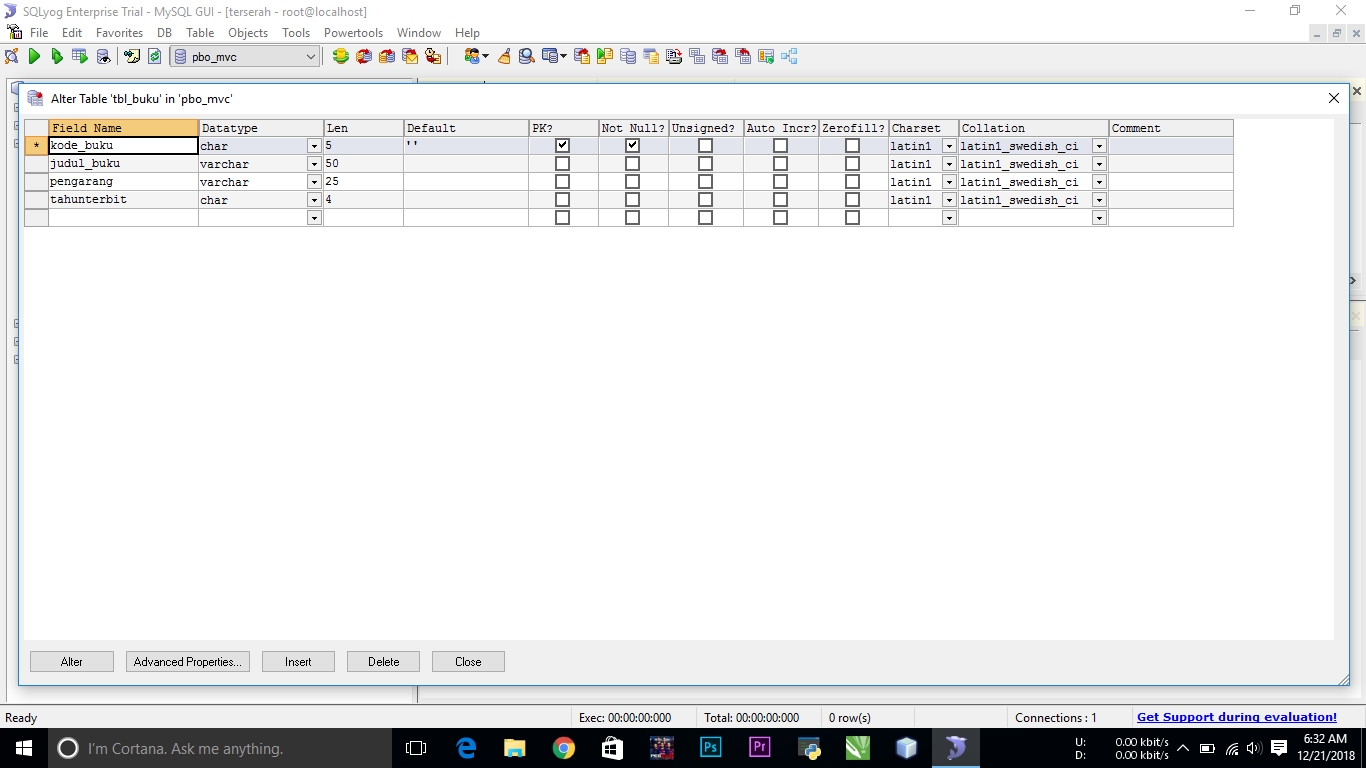 SQLyog Enterprise Trial - MySQL GUI - [terserah - root@localhost]
File Edit Favorites DB Table Objects Tools Powertools Window Help
pbo_mvc
Alter Table 'tbl_buku' in 'pbo_mvc'
Field Name Datatype Len Default PK? Not Null? Unsigned? Auto Incr? Zerofill? Charset Collation Comment
* kode_buku char 5 '' latin1 latin1_swedish_ci
judul_buku varchar 50 latin1 latin1_swedish_ci
pengarang varchar 25 latin1 latin1_swedish_ci
tahunterbit char 4 latin1 latin1_swedish_ci
Alter Advanced Properties... Insert Delete Close
Ready Exec: 00:00:00:000 Total: 00:00:00:000 0 row(s) Connections : 1 Get Support during evaluation!
I'm Cortana. Ask me anything. Ps Pr U: 0.00 kbit/s 6:32 AM
D: 0.00 kbit/s 12/21/2018